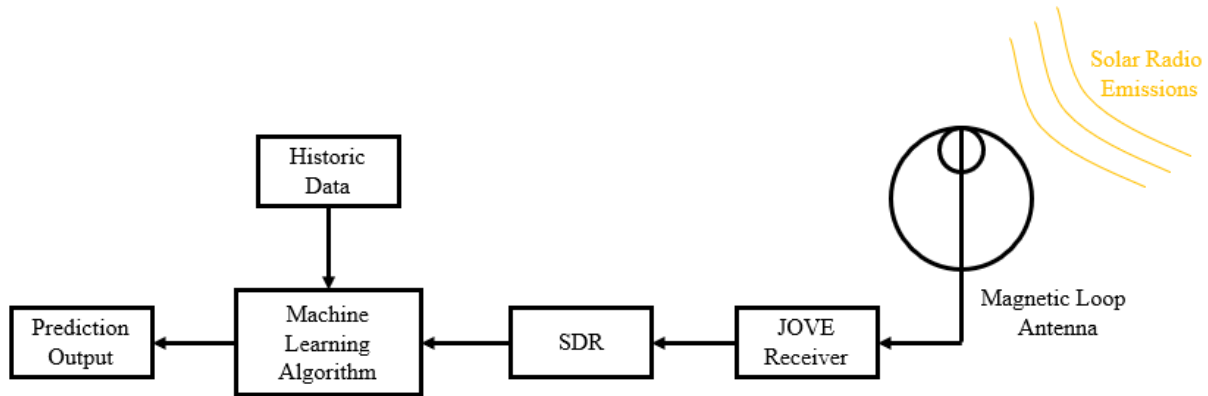 Solar Radio
Emissions
Historic
Data
Magnetic Loop
Antenna
Prediction
Output
Machine
Learning
Algorithm
SDR
JOVE
Receiver